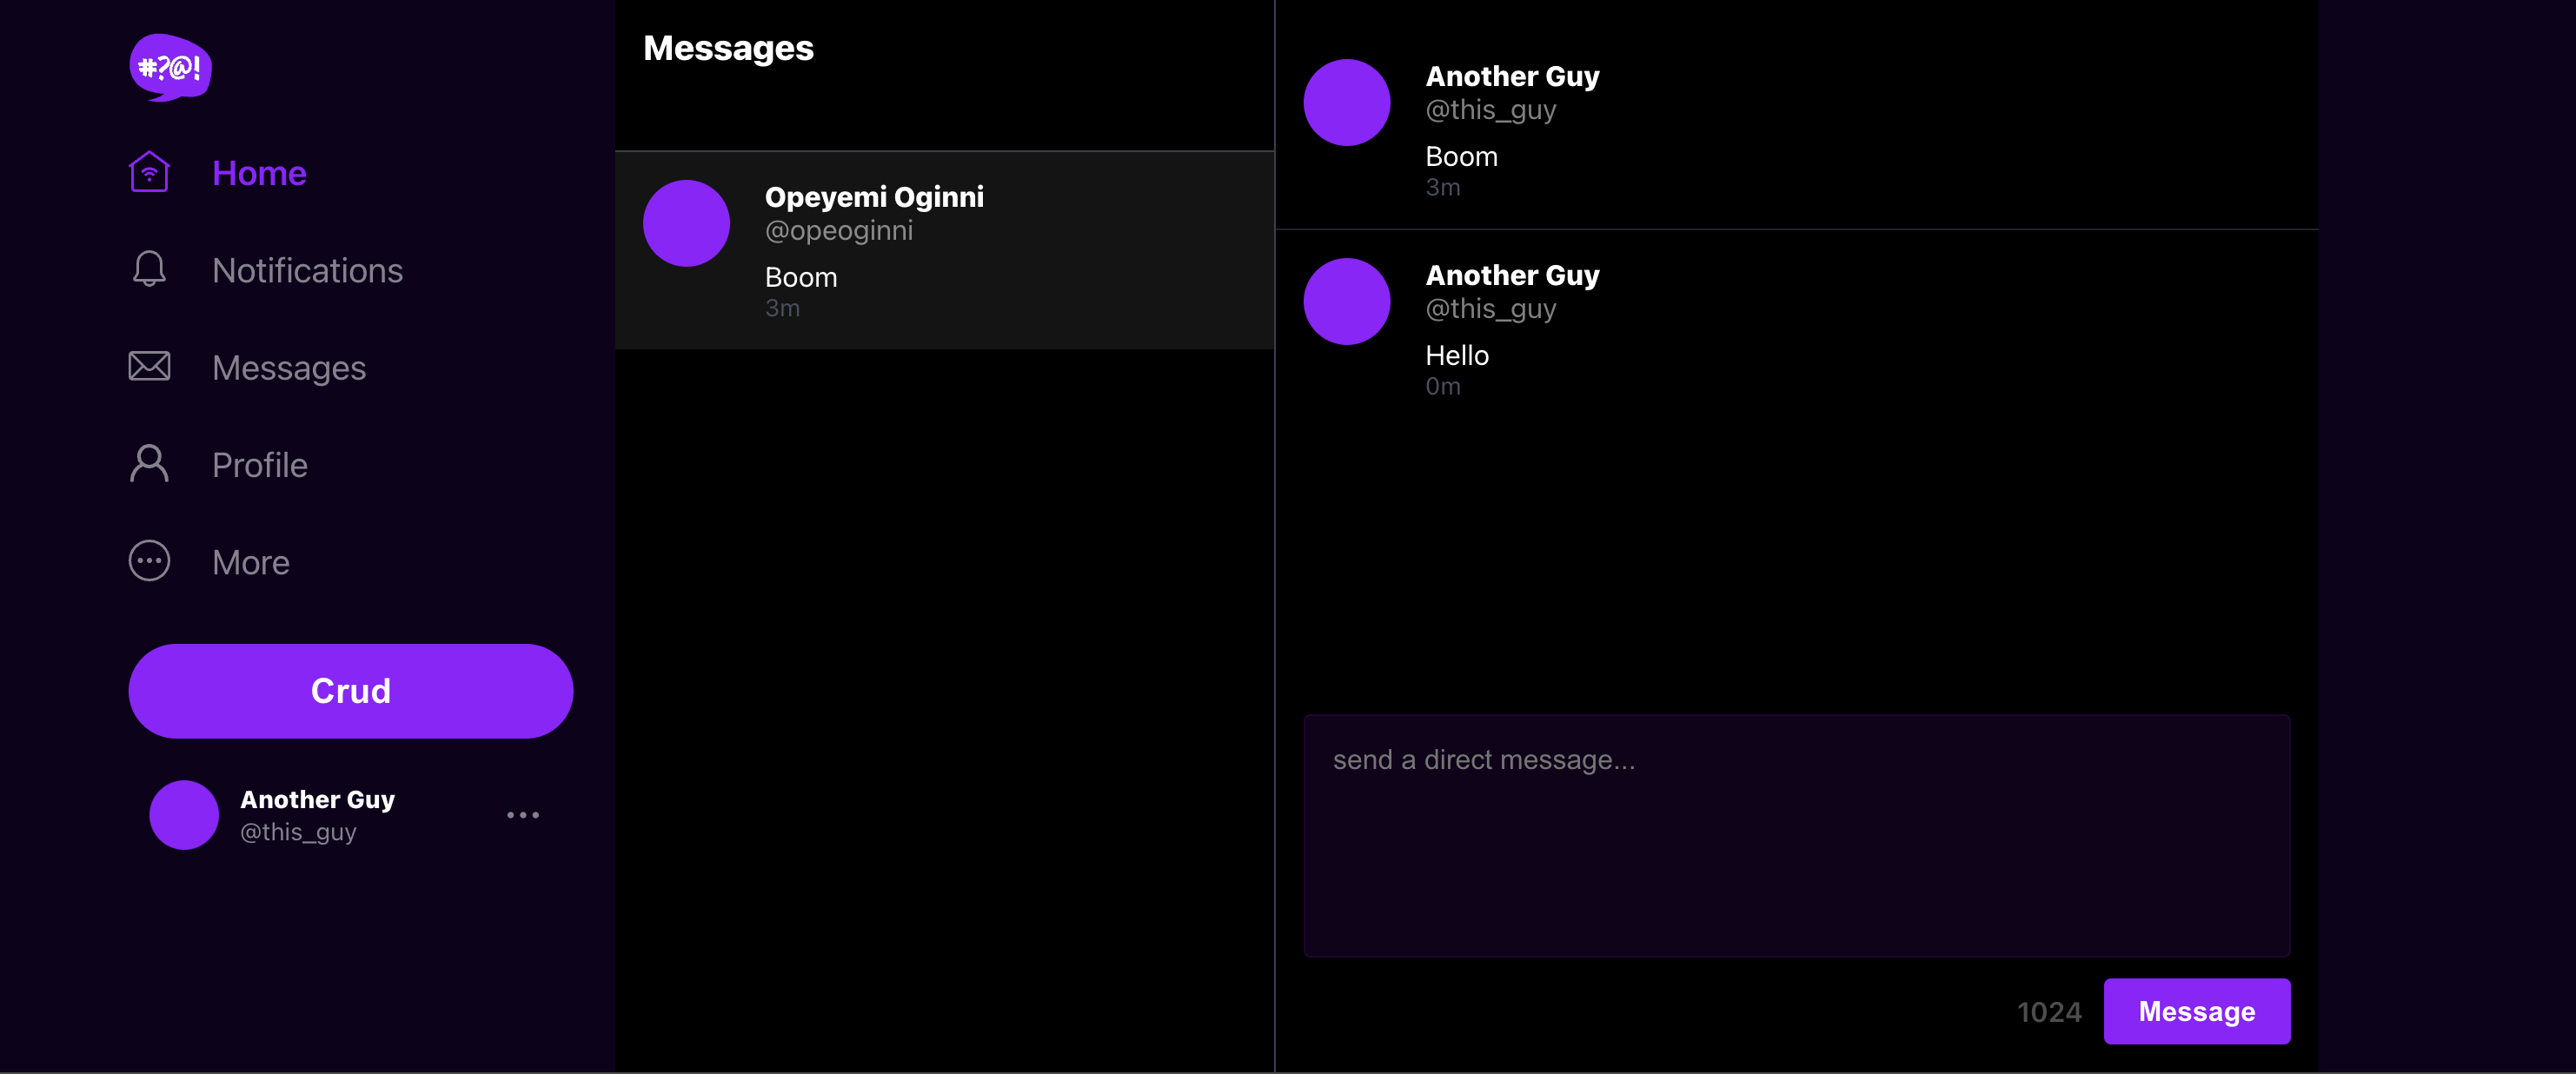 #?@!
Home
Notifications
Messages
Profile
More
Crud
Another Guy
@this_guy
Messages
Opeyemi Oginni
@opeoginni
Boom
3m
Another Guy
@this_guy
Boom
3m
Another Guy
@this_guy
Hello
0m
send a direct message...
1024
Message